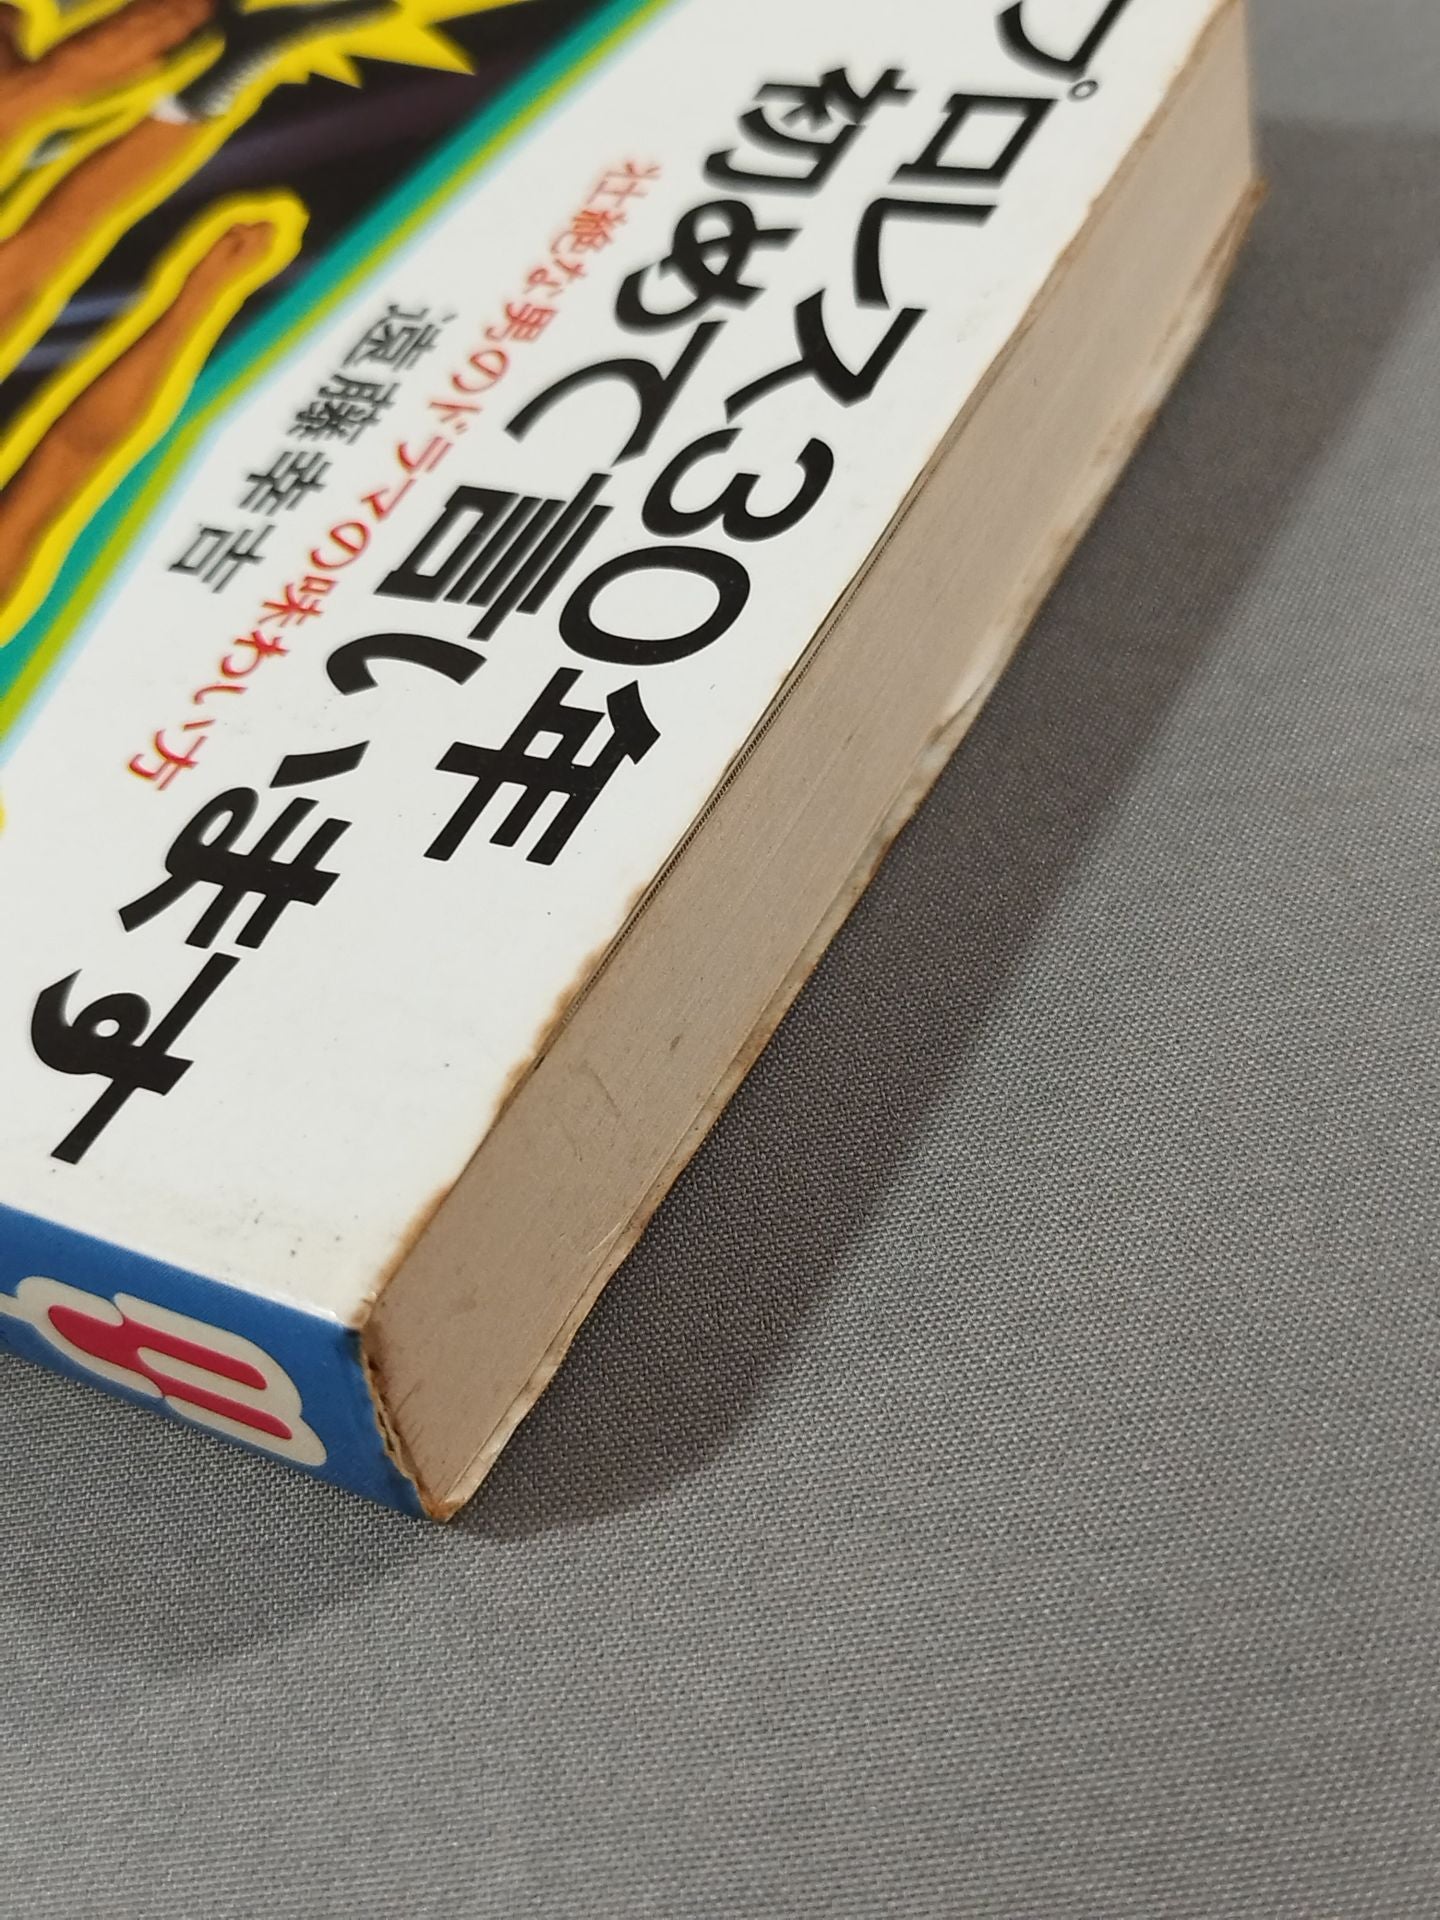 プロレス30年
初めて言います
壮絶な男のドラマの味わい方
遠藤幸吉